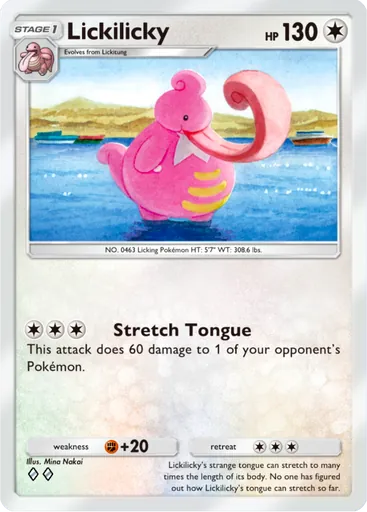 STAGE 1
Lickilicky
HP 130
Evolves from Lickitung
NO. 0463 Licking Pokémon HT: 5'7" WT: 308.6 lbs.
Stretch Tongue
This attack does 60 damage to 1 of your opponent's
Pokémon.
weakness +20
retreat
Illus. Mina Nakai
Lickilicky's strange tongue can stretch to many
times the length of its body. No one has figured
out how Lickilicky's tongue can stretch so far.